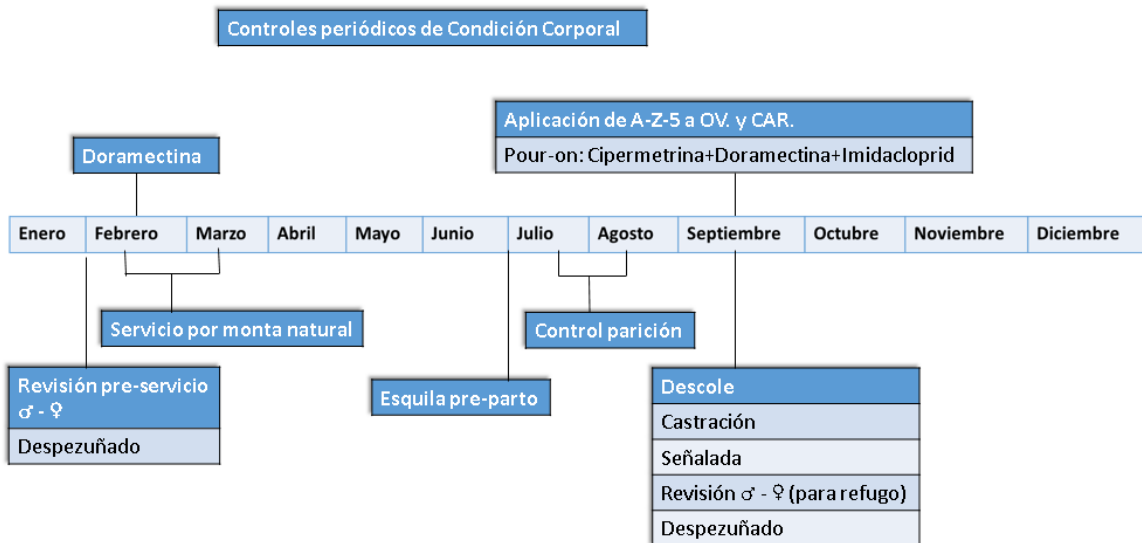 Controles periódicos de Condición Corporal
Aplicación de A-Z-5 a OV. y CAR.
Pour-on: Cipermetrina+Doramectina+Imidacloprid
Doramectina
Enero Febrero Marzo Abril Mayo Junio Julio Agosto Septiembre Octubre Noviembre Diciembre
Servicio por monta natural
Control parición
Revisión pre-servicio
♂ - ♀
Despezuñado
Esquila pre-parto
Descole
Castración
Señalada
Revisión ♂ - ♀ (para refugo)
Despezuñado